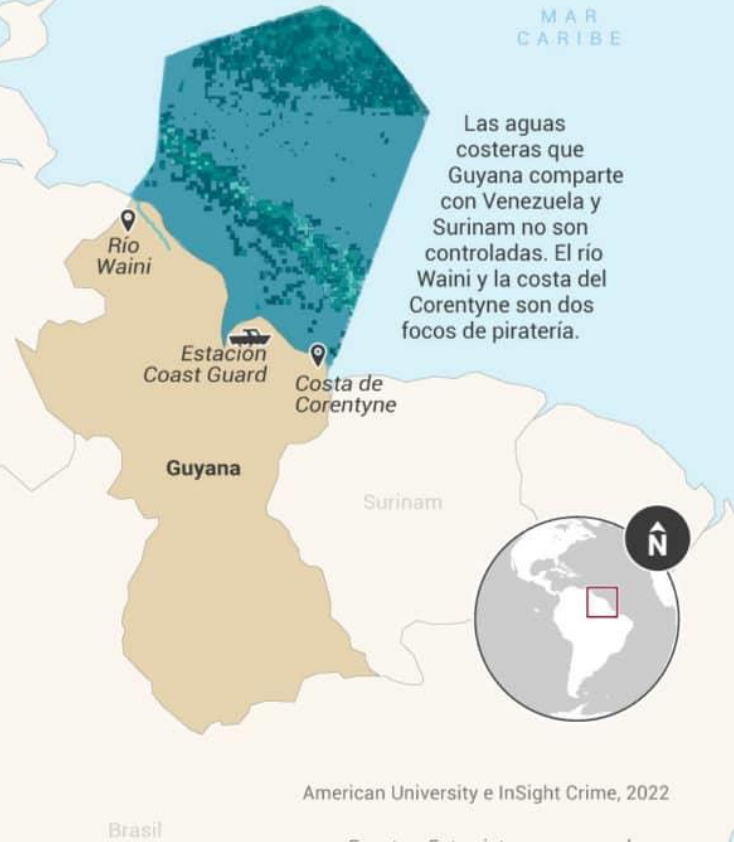 MAR
CARIBE
Las aguas
costeras que
Guyana comparte
con Venezuela y
Surinam no son
controladas. El río
Waini y la costa del
Corentyne son dos
focos de piratería.
Río
Waini
Estación
Coast Guard
Costa de
Corentyne
Guyana
Surinam
N
American University e InSight Crime, 2022
Brasil